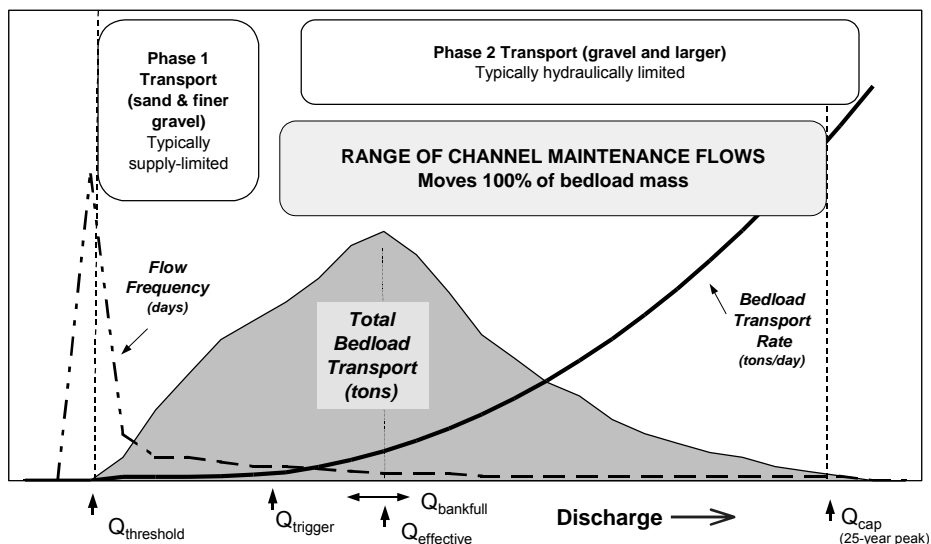 Phase 1
Transport
(sand & finer
gravel)
Typically
supply-limited
Phase 2 Transport (gravel and larger)
Typically hydraulically limited
RANGE OF CHANNEL MAINTENANCE FLOWS
Moves 100% of bedload mass
Flow
Frequency
(days)
Total
Bedload
Transport
(tons)
Bedload
Transport
Rate
(tons/day)
Qthreshold
Qtrigger
Qbankfull
Qeffective
Discharge
Qcap
(25-year peak)